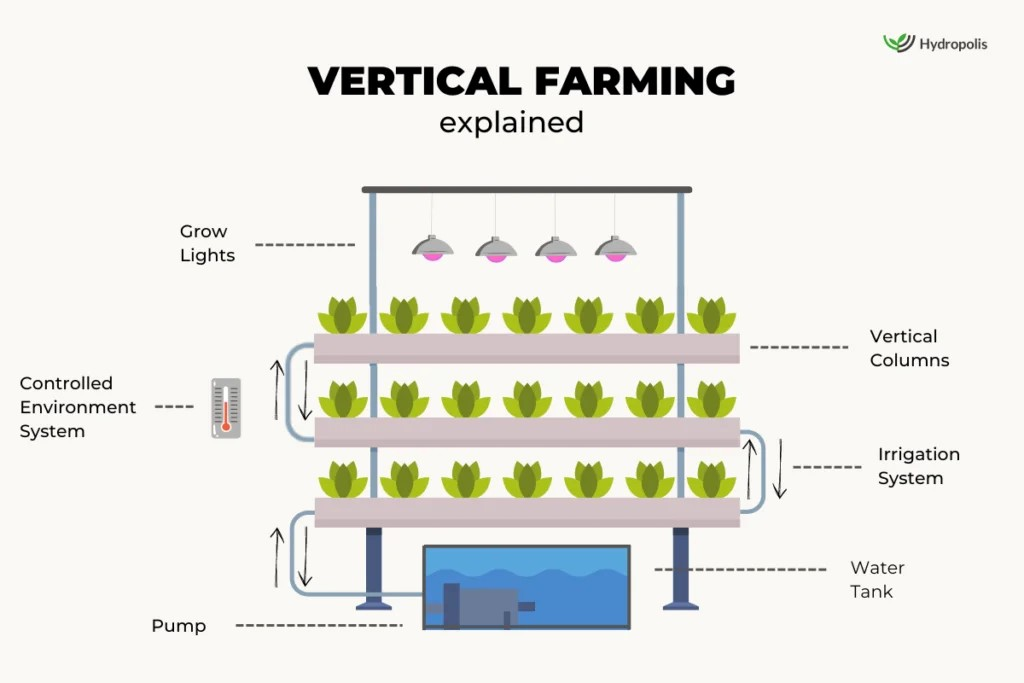 Hydropolis
VERTICAL FARMING
explained
Grow
Lights
Vertical
Columns
Controlled
Environment
System
Irrigation
System
Water
Tank
Pump